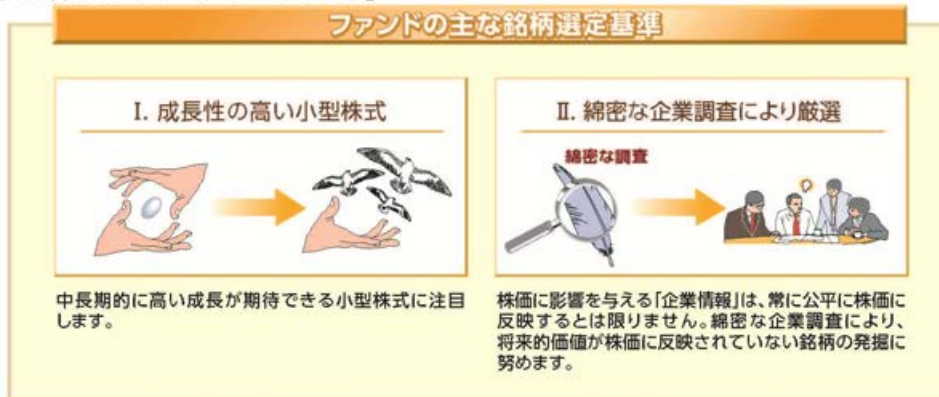 ファンドの主な銘柄選定基準
Ⅰ. 成長性の高い小型株式
中長期的に高い成長が期待できる小型株式に注目
します。
Ⅱ. 綿密な企業調査により厳選
綿密な調査
株価に影響を与える「企業情報」は、常に公平に株価に
反映するとは限りません。綿密な企業調査により、
将来的価値が株価に反映されていない銘柄の発掘に
努めます。